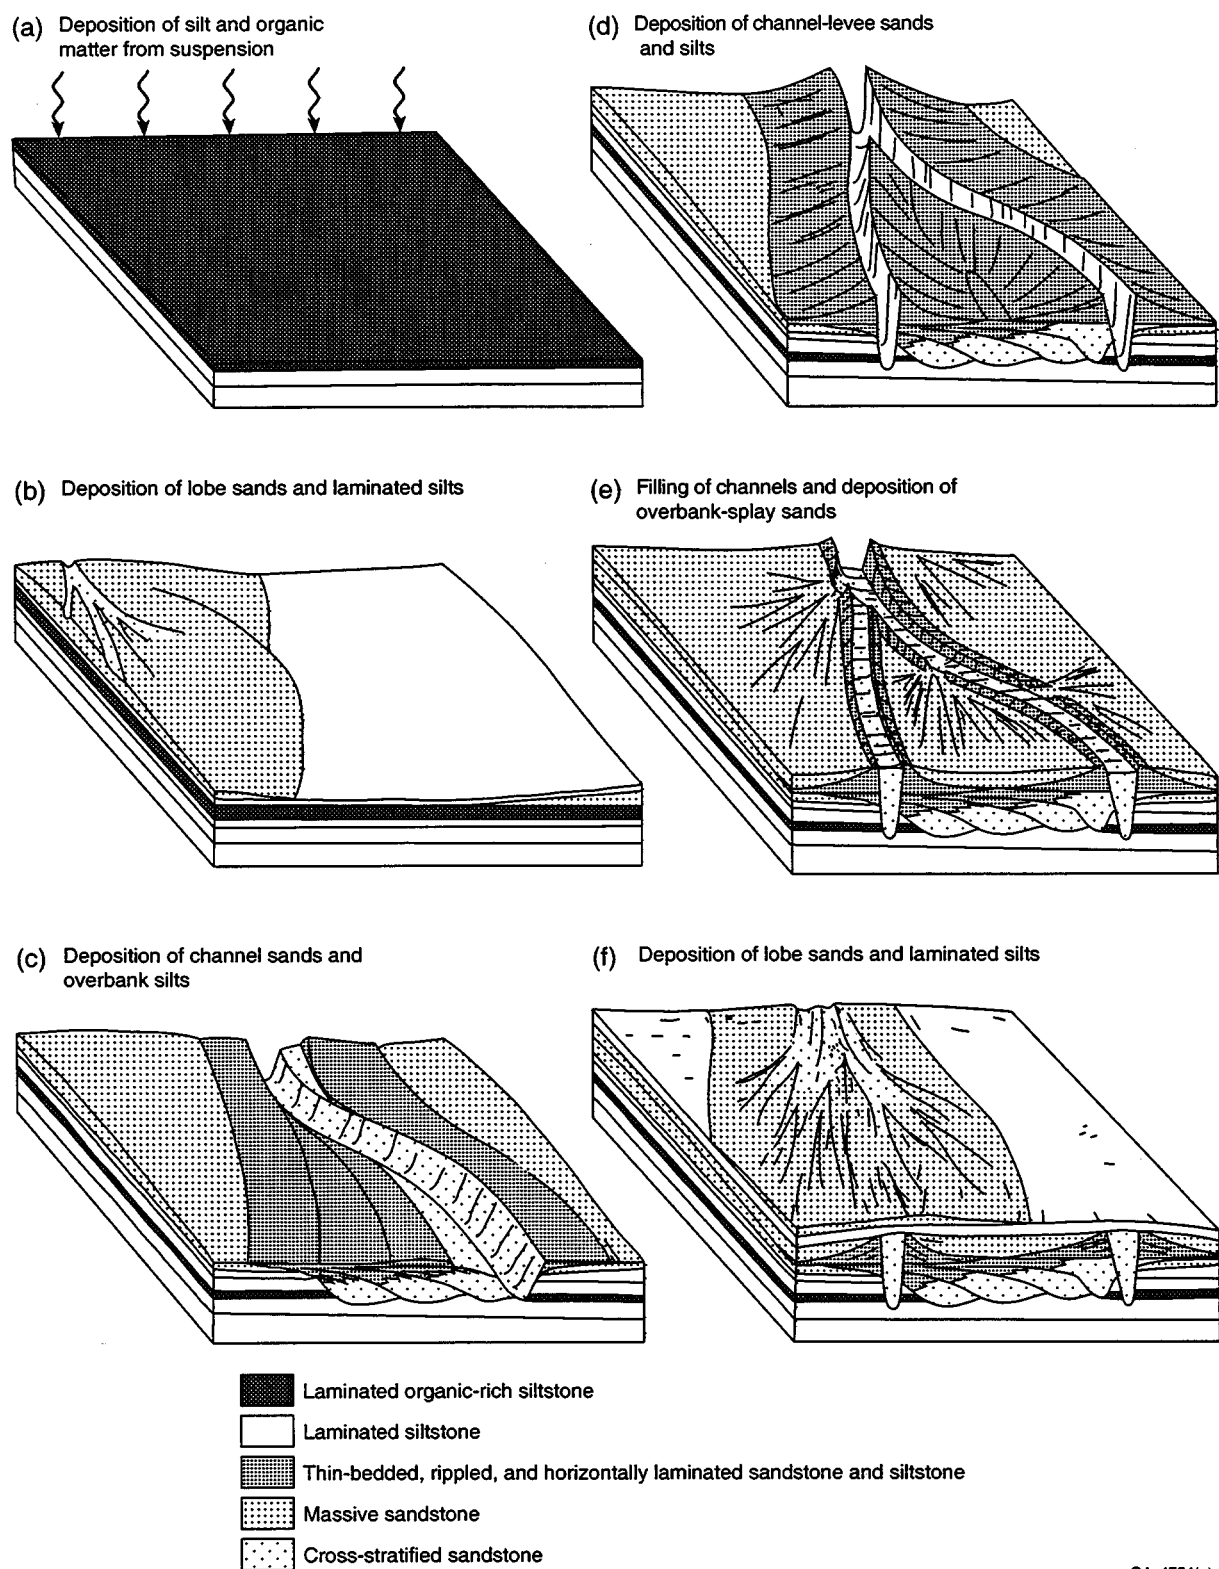 (a) Deposition of silt and organic
matter from suspension
(b) Deposition of lobe sands and laminated silts
(c) Deposition of channel sands and
overbank silts
(d) Deposition of channel-levee sands
and silts
(e) Filling of channels and deposition of
overbank-splay sands
(f) Deposition of lobe sands and laminated silts
Laminated organic-rich siltstone
Laminated siltstone
Thin-bedded, rippled, and horizontally laminated sandstone and siltstone
Massive sandstone
Cross-stratified sandstone